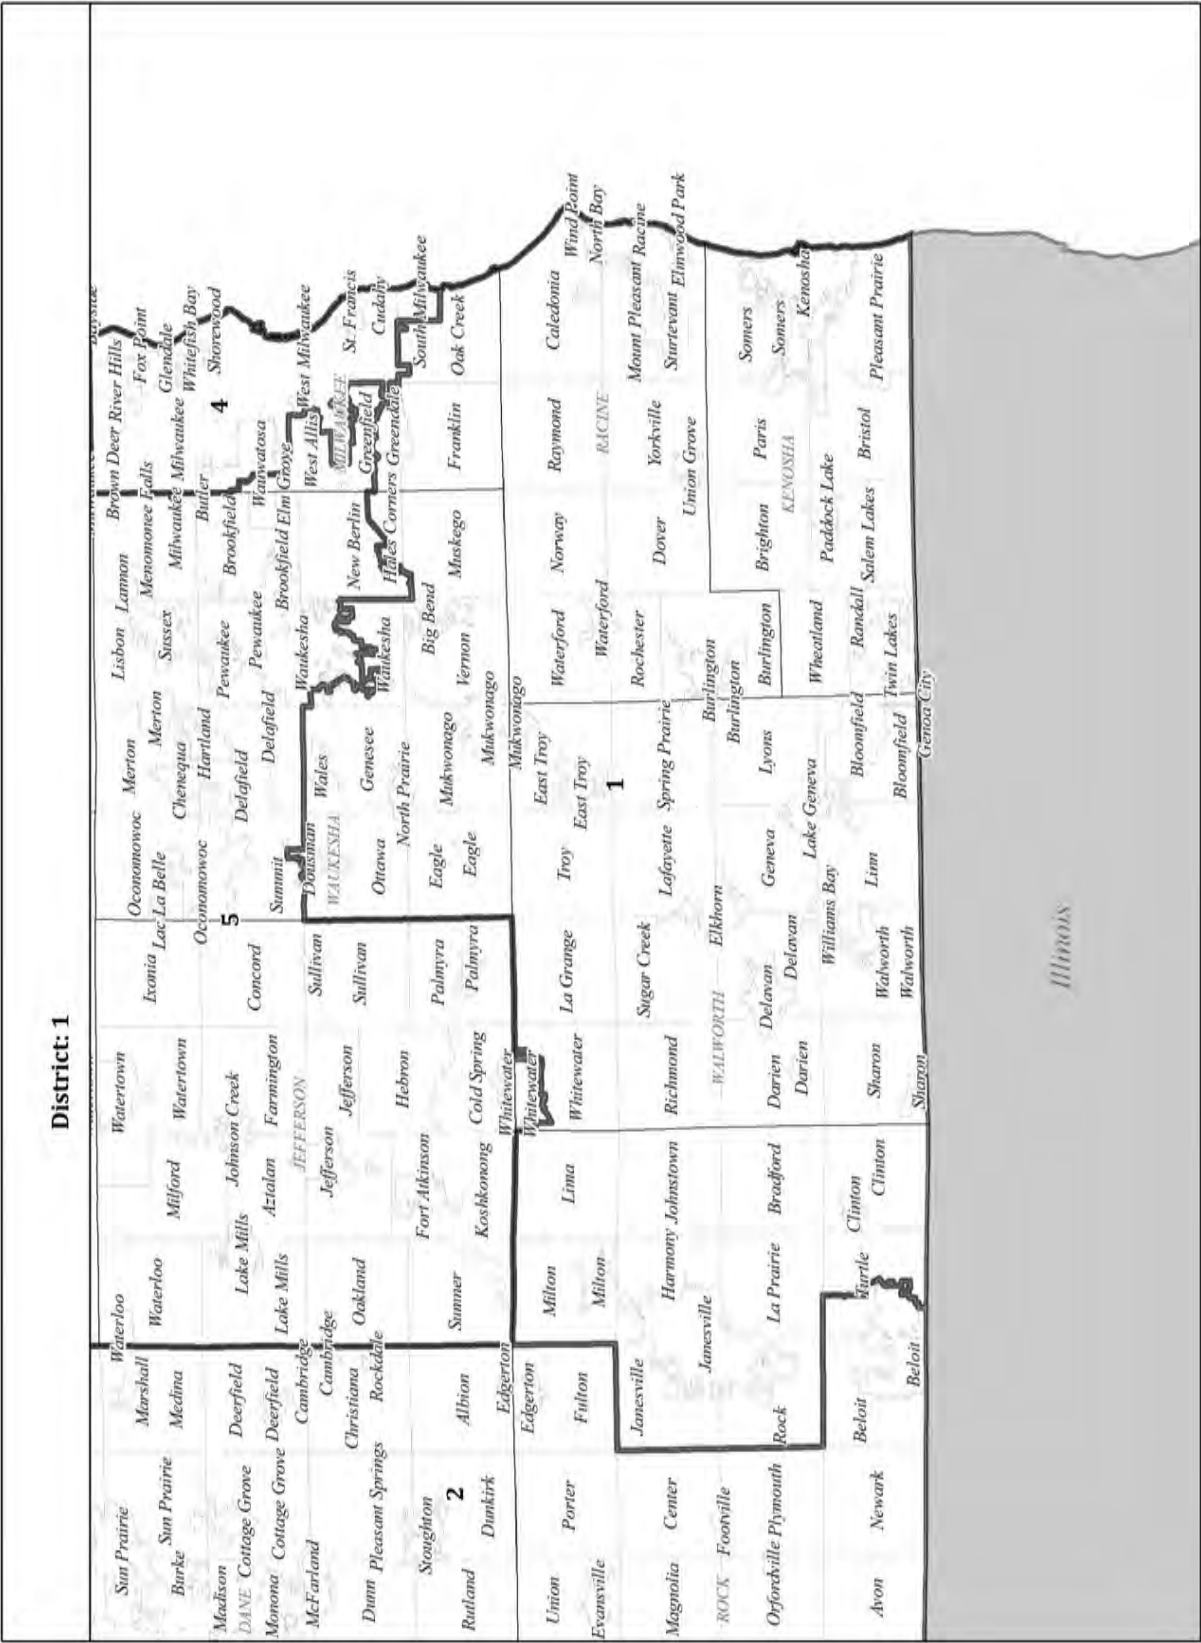 District: 1
Sun Prairie
Marshall
Waterloo
Watertown
Oconomowoc
Merton
Lisbon
Lannon
Brown Deer
River Hills
Fox Point
Menomonee Falls
Burke
Sun Prairie
Medina
Waterloo
Milford
Watertown
Ixonia
Lac La Belle
Chenequa
Merton
Sussex
Milwaukee
Milwaukee
Glendale
Whitefish Bay
Butler
Shorewood
4
Madison
DANE
Cottage Grove
Deerfield
Lake Mills
Johnson Creek
Oconomowoc
5
Delafield
Hartland
Pewaukee
Brookfield
Wauwatosa
Monona
Cottage Grove
Deerfield
Lake Mills
Aztalan
Farmington
Concord
Summit
Delafield
Pewaukee
Brookfield
Elm Grove
McFarland
Cambridge
Cambridge
JEFFERSON
Jefferson
Sullivan
Dousman
Wales
Waukesha
West Allis
West Milwaukee
WAUKESHA
MILWAUKEE
St. Francis
Dunn
Pleasant Springs
Christiana
Rockdale
Oakland
Jefferson
Sullivan
Ottawa
Genesee
Waukesha
New Berlin
Greenfield
Cudahy
Hebron
North Prairie
Hales Corners
Greendale
South Milwaukee
Stoughton
Fort Atkinson
Palmyra
Eagle
Mukwonago
Big Bend
2
Rutland
Dunkirk
Albion
Sumner
Koshkonong
Cold Spring
Palmyra
Eagle
Mukwonago
Vernon
Muskego
Franklin
Oak Creek
Edgerton
Whitewater
Mukwonago
Edgerton
Whitewater
Union
Porter
Fulton
Milton
Lima
Whitewater
La Grange
Troy
East Troy
Waterford
Norway
Raymond
Caledonia
Wind Point
East Troy
Evansville
Milton
1
Waterford
RACINE
North Bay
Janesville
Sugar Creek
Rochester
Mount Pleasant
Racine
Magnolia
Center
Harmony
Johnstown
Richmond
Lafayette
Spring Prairie
Dover
Yorkville
Sturtevant
Elmwood Park
Janesville
Union Grove
ROCK
Footville
WALWORTH
Elkhorn
Burlington
Burlington
Orfordville
Plymouth
Rock
La Prairie
Bradford
Darien
Delavan
Geneva
Lyons
Burlington
Brighton
Paris
Somers
Darien
Delavan
KENOSHA
Somers
Lake Geneva
Wheatland
Kenosha
Williams Bay
Paddock Lake
Avon
Newark
Beloit
Turtle
Clinton
Clinton
Sharon
Walworth
Linn
Bloomfield
Randall
Salem Lakes
Bristol
Pleasant Prairie
Beloit
Sharon
Walworth
Bloomfield
Twin Lakes
Genoa City
Illinois